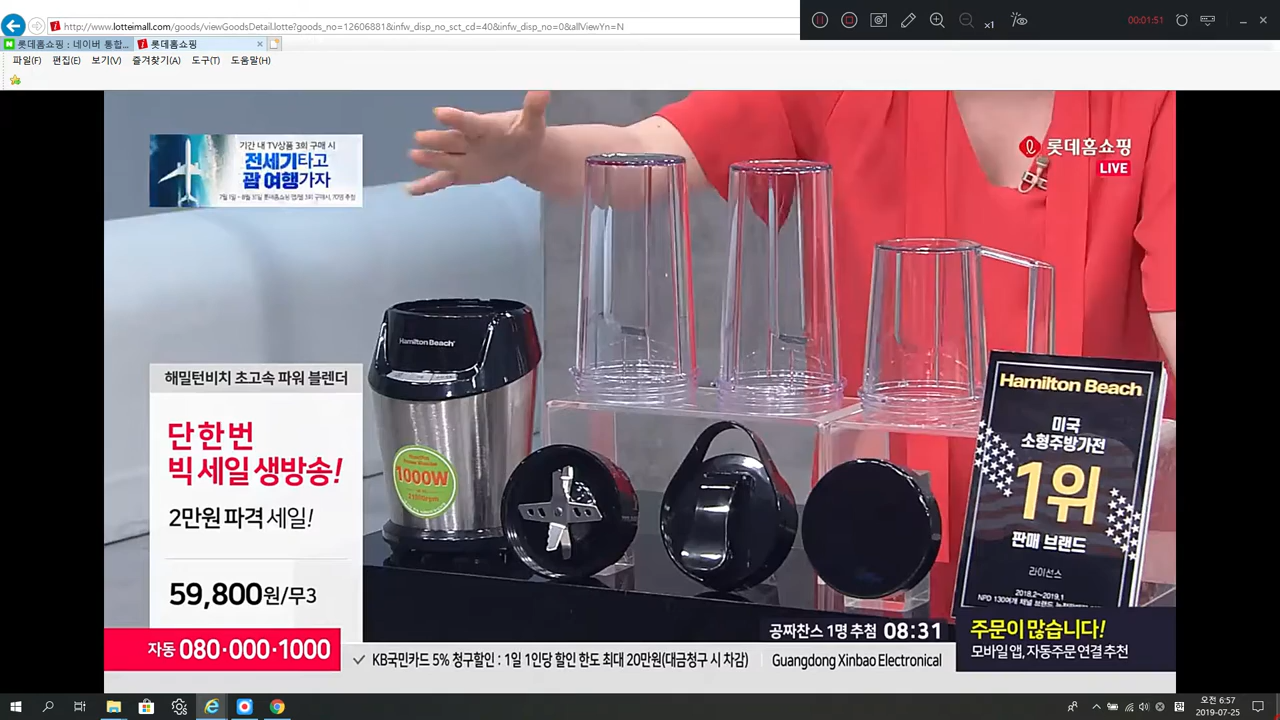 http://www.lotteimall.com/goods/viewGoodsDetail.lotte?goods_no=12606881&infw_disp_no_sct_cd=40&infw_disp_no=0&allViewYn=N
x1
00:01:51
롯데홈쇼핑 : 네이버 통합...
롯데홈쇼핑
파일(F) 편집(E) 보기(V) 즐겨찾기(A) 도구(T) 도움말(H)
기간 내 TV상품 3회 구매 시
전세기타고
괌 여행가자
롯데홈쇼핑
LIVE
Hamilton Beach
1000W
해밀턴비치 초고속 파워 블렌더
단 한 번
빅 세일 생방송!
2만원 파격 세일!
59,800원/무3
Hamilton Beach
미국
소형주방가전
1위
판매 브랜드
라이선스
2018.2~2019.1
자동 080·000·1000
공짜찬스 1명 추첨 08:31
KB국민카드 5% 청구할인 : 1일 1인당 할인 한도 최대 20만원(대금청구 시 차감)
Guangdong Xinbao Electronical
주문이 많습니다!
모바일 앱, 자동주문 연결 추천
오전 6:57
2019-07-25